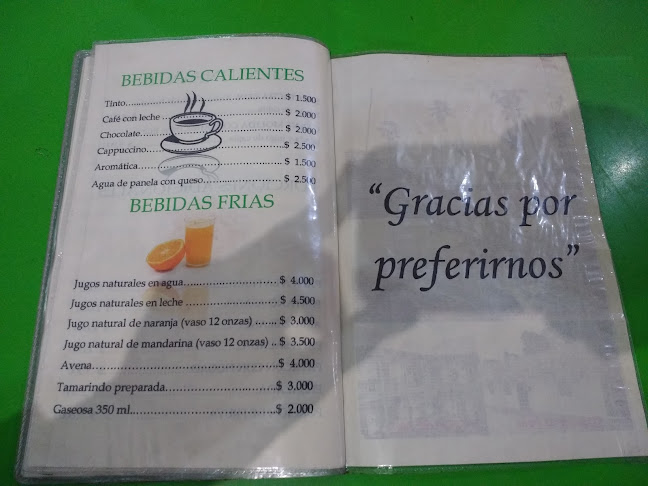 BEBIDAS CALIENTES
Tinto................................................ $ 1.500
Café con leche ................................ $ 2.000
Chocolate........................................ $ 2.000
Cappuccino..................................... $ 2.500
Aromática........................................ $ 1.500
Agua de panela con queso..................... $ 2.500
BEBIDAS FRIAS
Jugos naturales en agua........................ $ 4.000
Jugos naturales en leche ....................... $ 4.500
Jugo natural de naranja (vaso 12 onzas) ....... $ 3.000
Jugo natural de mandarina (vaso 12 onzas) .. $ 3.500
Avena.................................................$ 4.000
Tamarindo preparada...........................$ 3.000
Gaseosa 350 ml...................................$ 2.000
“Gracias por
preferirnos”